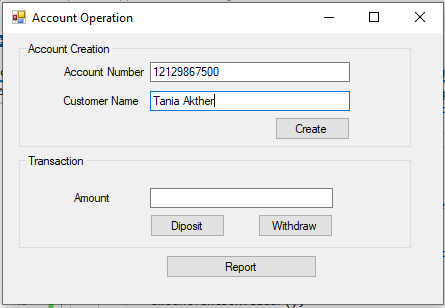 Account Operation
Account Creation
Account Number 12129867500
Customer Name Tania Akther
Create
Transaction
Amount
Diposit Withdraw
Report